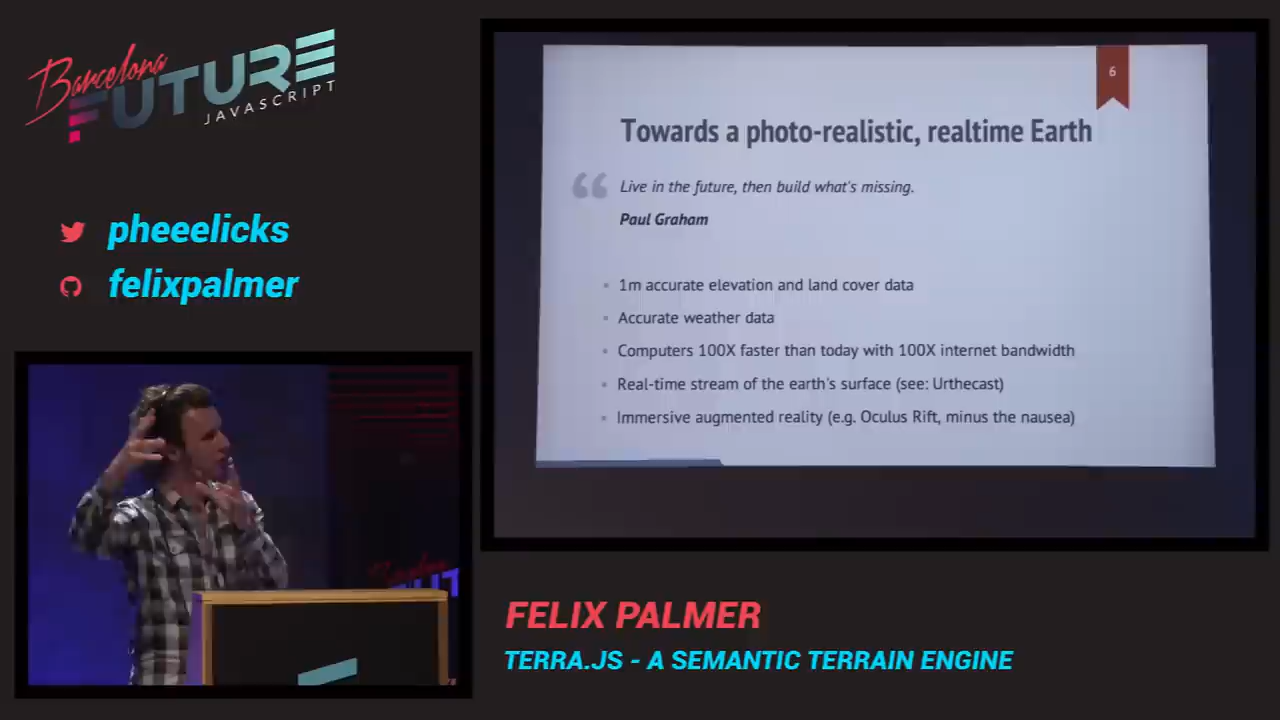 Barcelona
FUTURE
JAVASCRIPT
pheeelicks
felixpalmer
6
Towards a photo-realistic, realtime Earth
Live in the future, then build what's missing.
Paul Graham
1m accurate elevation and land cover data
Accurate weather data
Computers 100X faster than today with 100X internet bandwidth
Real-time stream of the earth's surface (see: Urthecast)
Immersive augmented reality (e.g. Oculus Rift, minus the nausea)
FELIX PALMER
TERRA.JS - A SEMANTIC TERRAIN ENGINE